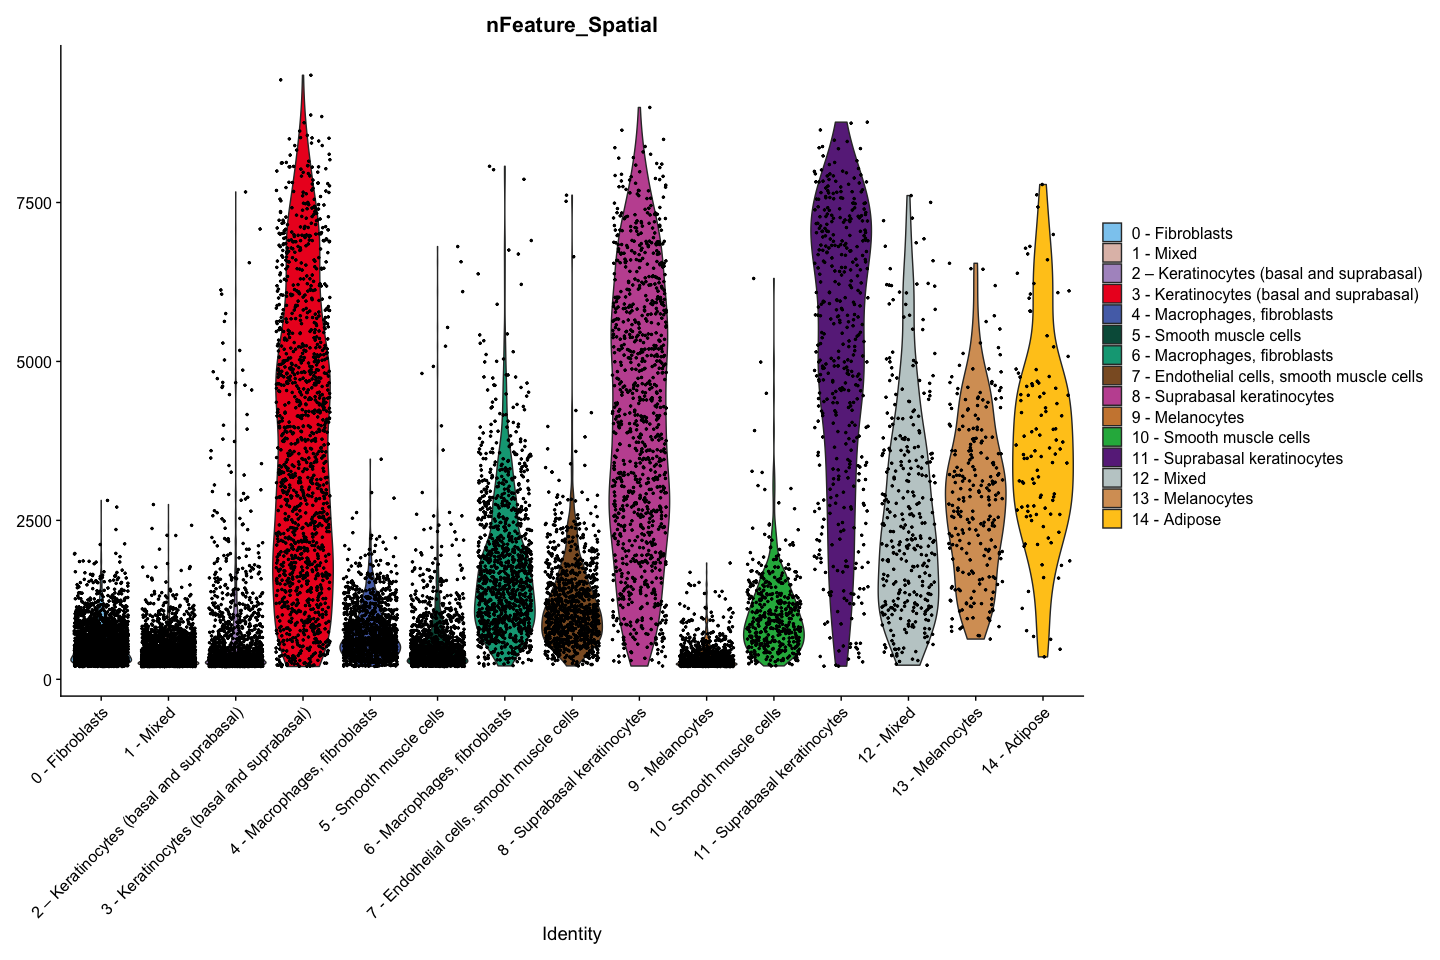 nFeature_Spatial
7500
5000
2500
0
0 - Fibroblasts
1 - Mixed
2 – Keratinocytes (basal and suprabasal)
3 - Keratinocytes (basal and suprabasal)
4 - Macrophages, fibroblasts
5 - Smooth muscle cells
6 - Macrophages, fibroblasts
7 - Endothelial cells, smooth muscle cells
8 - Suprabasal keratinocytes
9 - Melanocytes
10 - Smooth muscle cells
11 - Suprabasal keratinocytes
12 - Mixed
13 - Melanocytes
14 - Adipose
Identity
0 - Fibroblasts
1 - Mixed
2 – Keratinocytes (basal and suprabasal)
3 - Keratinocytes (basal and suprabasal)
4 - Macrophages, fibroblasts
5 - Smooth muscle cells
6 - Macrophages, fibroblasts
7 - Endothelial cells, smooth muscle cells
8 - Suprabasal keratinocytes
9 - Melanocytes
10 - Smooth muscle cells
11 - Suprabasal keratinocytes
12 - Mixed
13 - Melanocytes
14 - Adipose